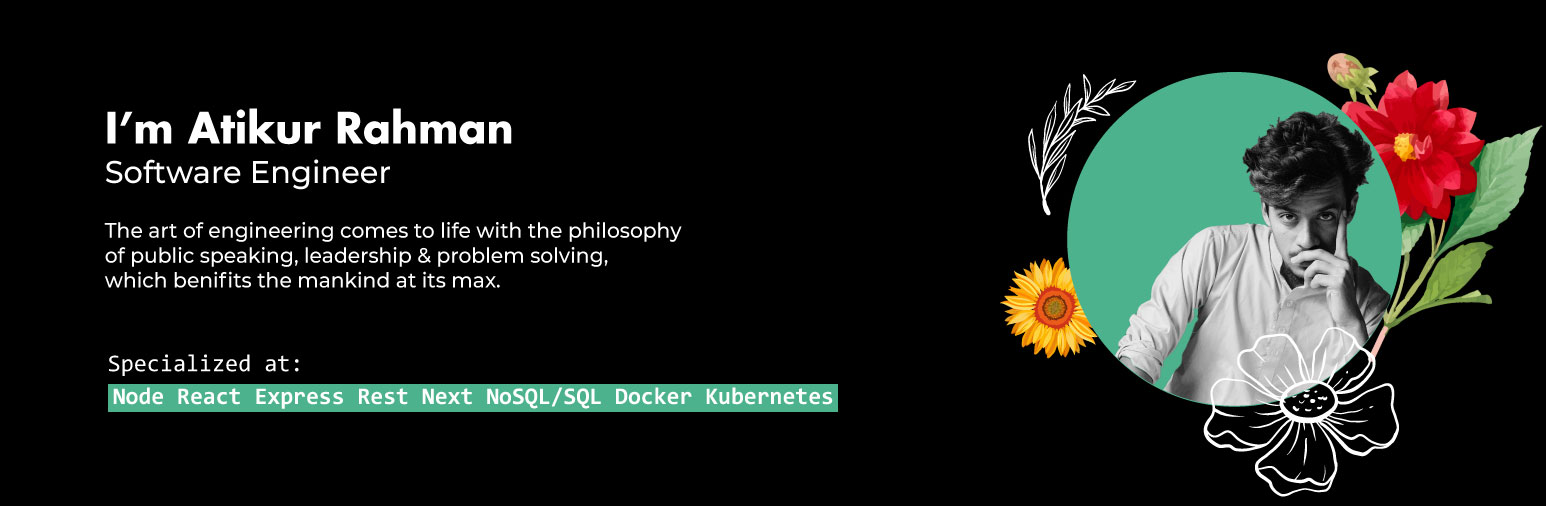 I’m Atikur Rahman
Software Engineer
The art of engineering comes to life with the philosophy
of public speaking, leadership & problem solving,
which benifits the mankind at its max.
Specialized at:
Node React Express Rest Next NoSQL/SQL Docker Kubernetes